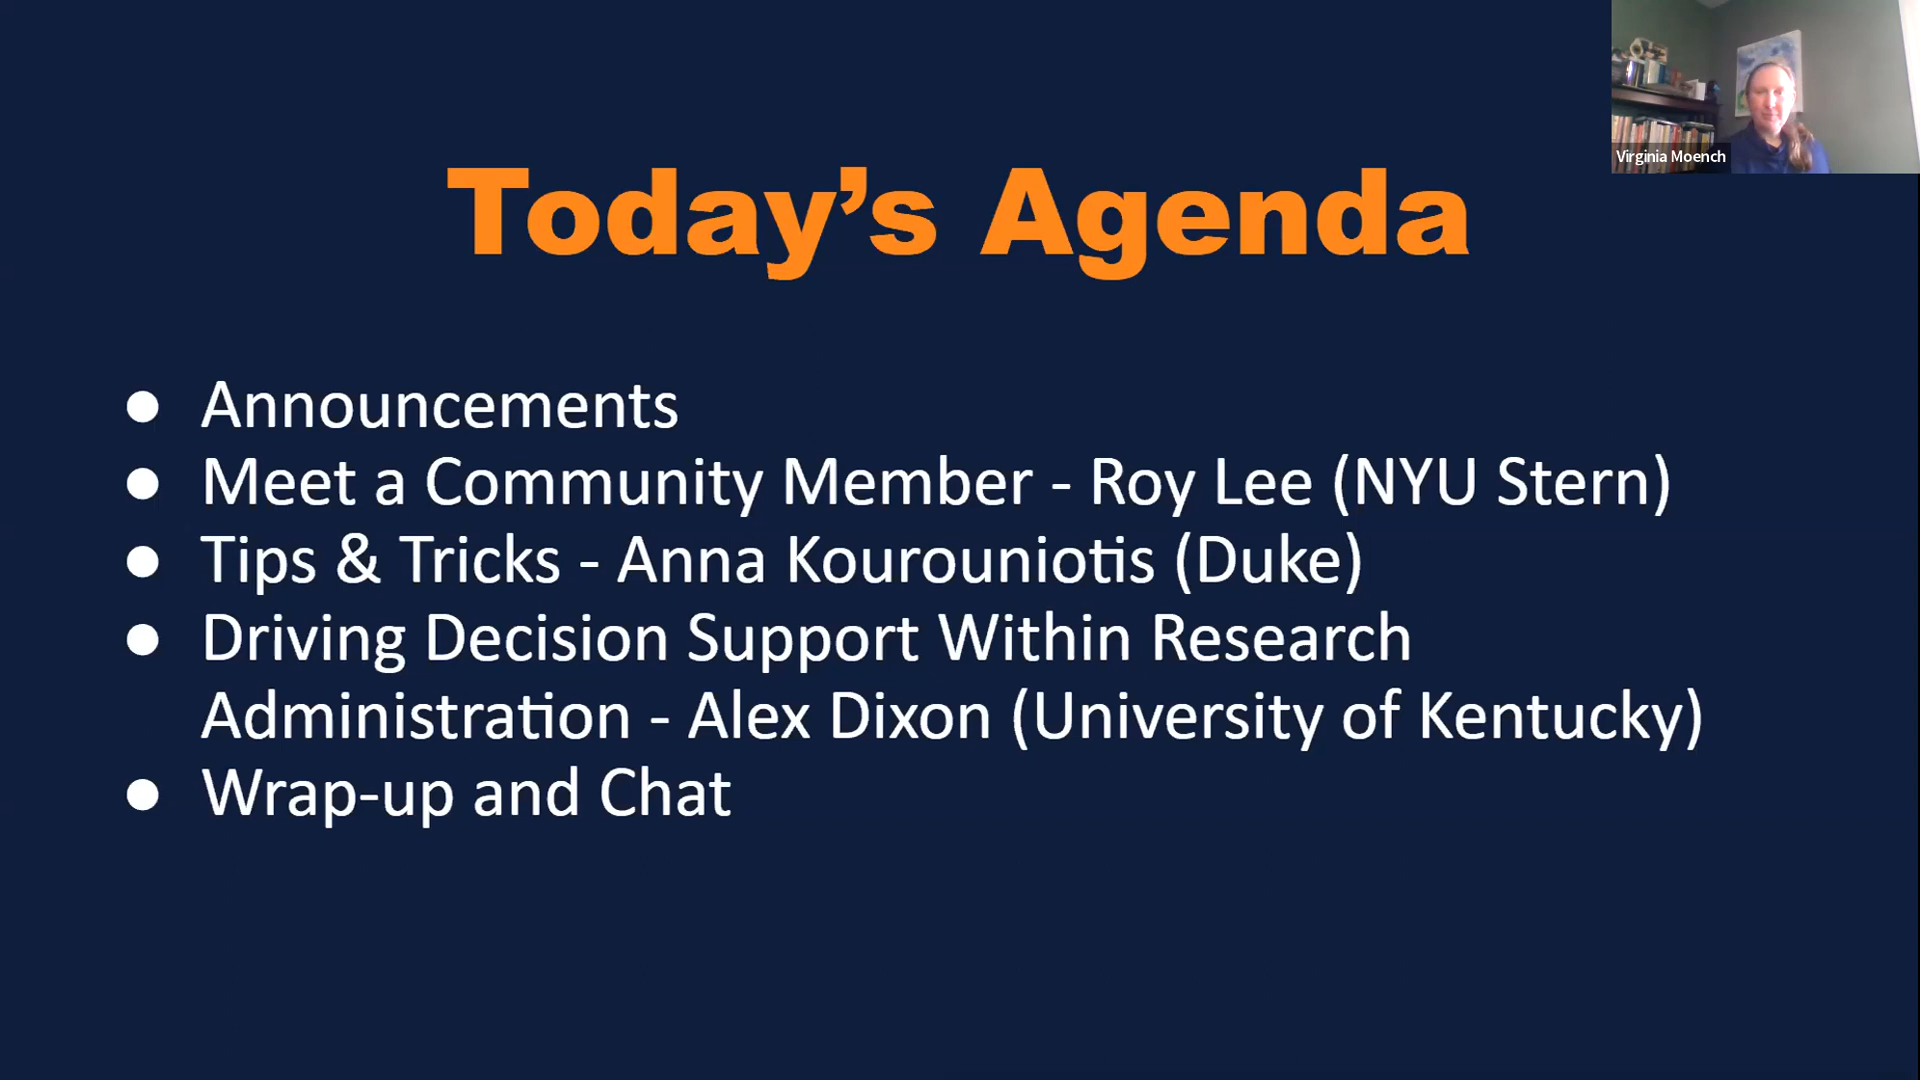 Virginia Moench
Today’s Agenda
● Announcements
● Meet a Community Member - Roy Lee (NYU Stern)
● Tips & Tricks - Anna Kourouniotis (Duke)
● Driving Decision Support Within Research
Administration - Alex Dixon (University of Kentucky)
● Wrap-up and Chat